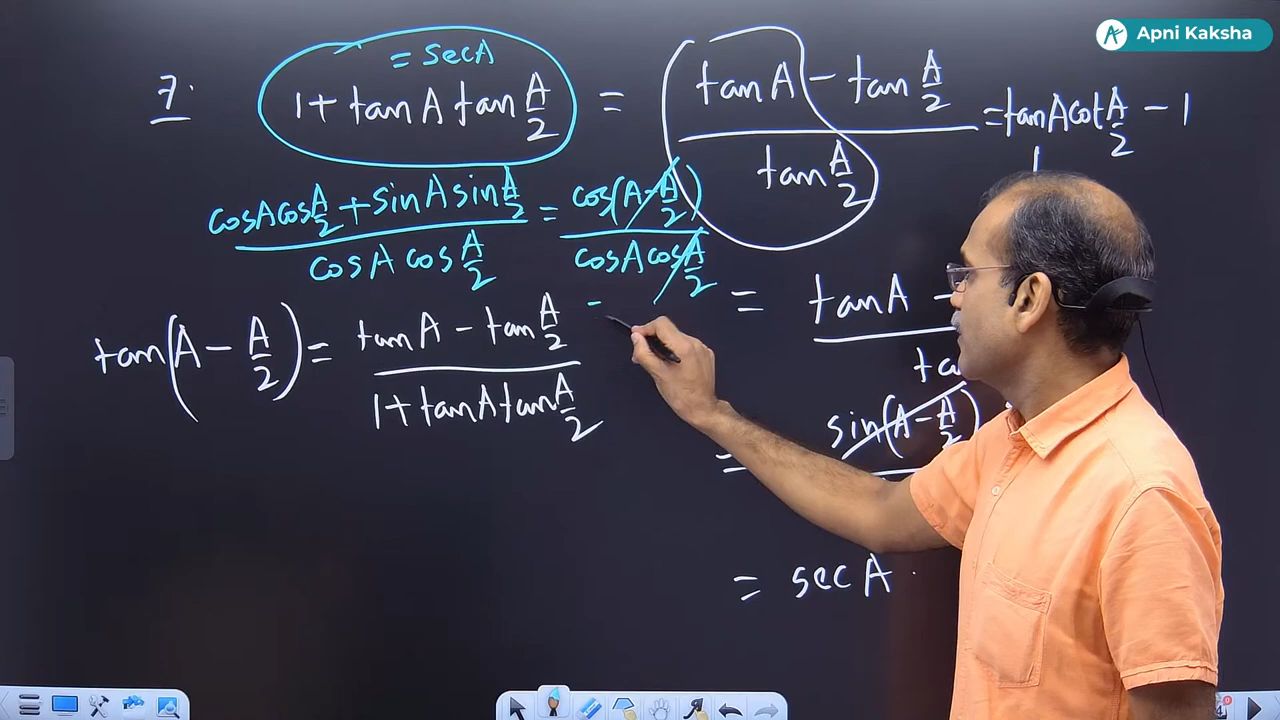 Apni Kaksha
7.
= secA
1 + tanA tan A/2 = (tanA - tan A/2) / (tan A/2) = tanA cot A/2 - 1
(cosA cos A/2 + sinA sin A/2) / (cosA cos A/2) = cos(A - A/2) / (cosA cos A/2)
= tanA -
tan(A - A/2) = (tanA - tan A/2) / (1 + tanA tan A/2)
= sin(A - A/2)
= secA.